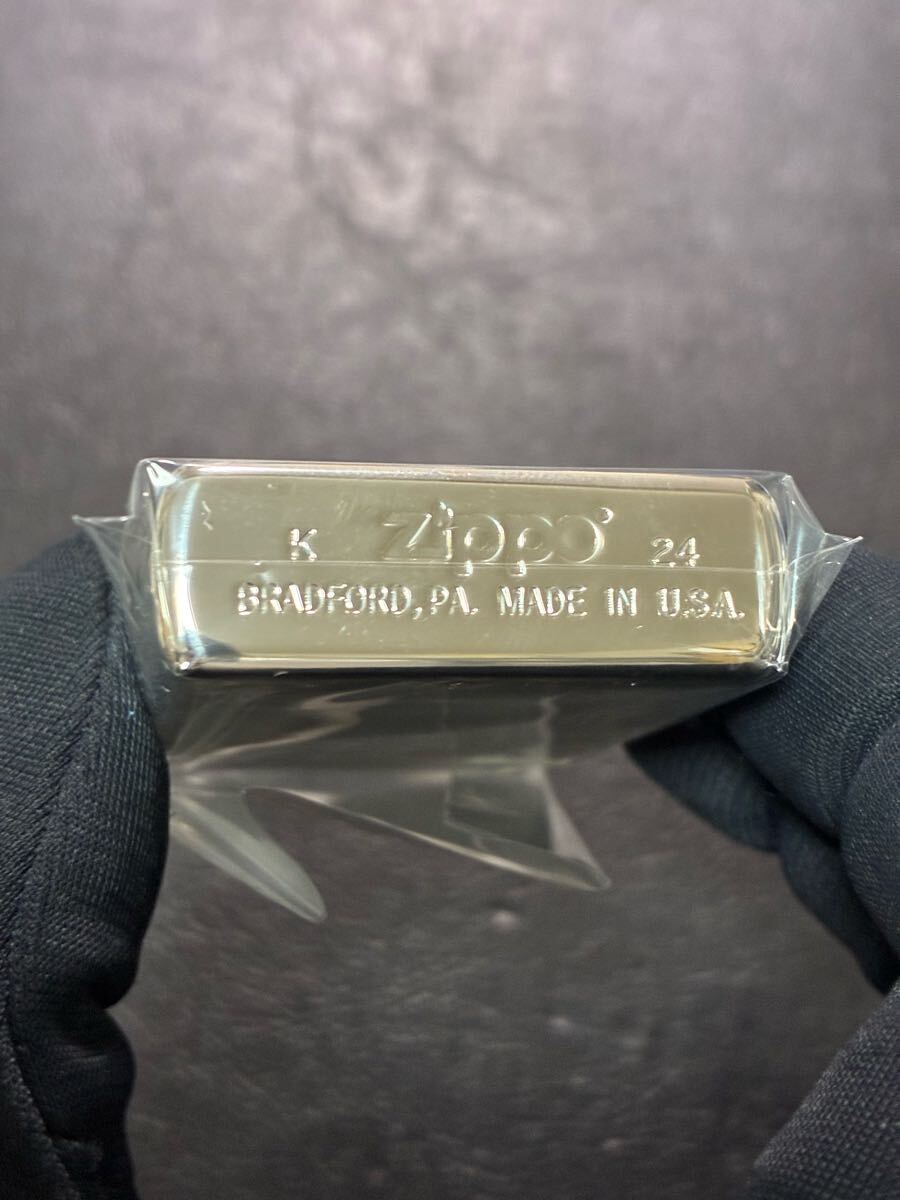 K Zippo 24
BRADFORD, PA. MADE IN U.S.A.